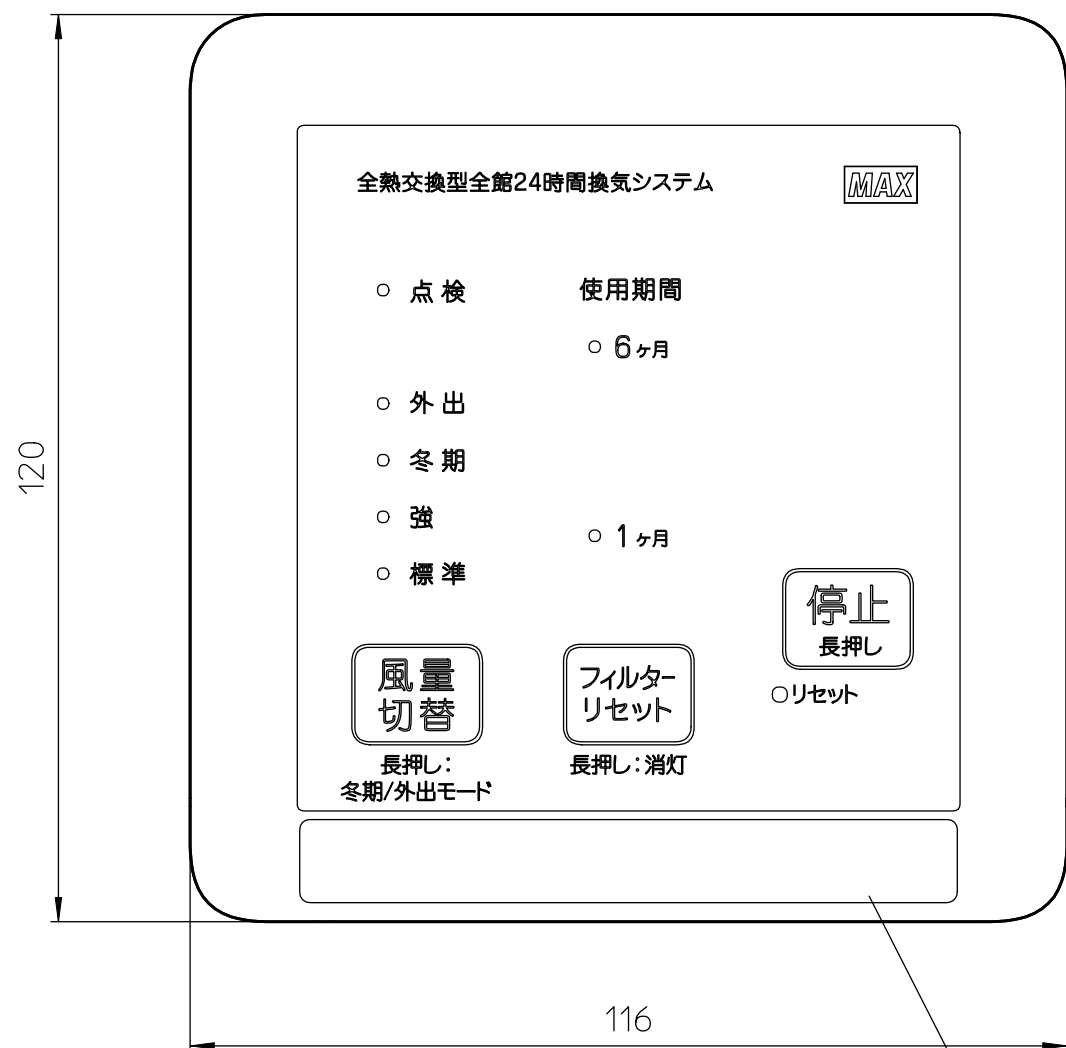 全熱交換型全館24時間換気システム
MAX
点検
使用期間
6ヶ月
外出
冬期
強
1ヶ月
標準
停止
長押し
リセット
風量
切替
長押し:
冬期/外出モード
フィルター
リセット
長押し:消灯
120
116